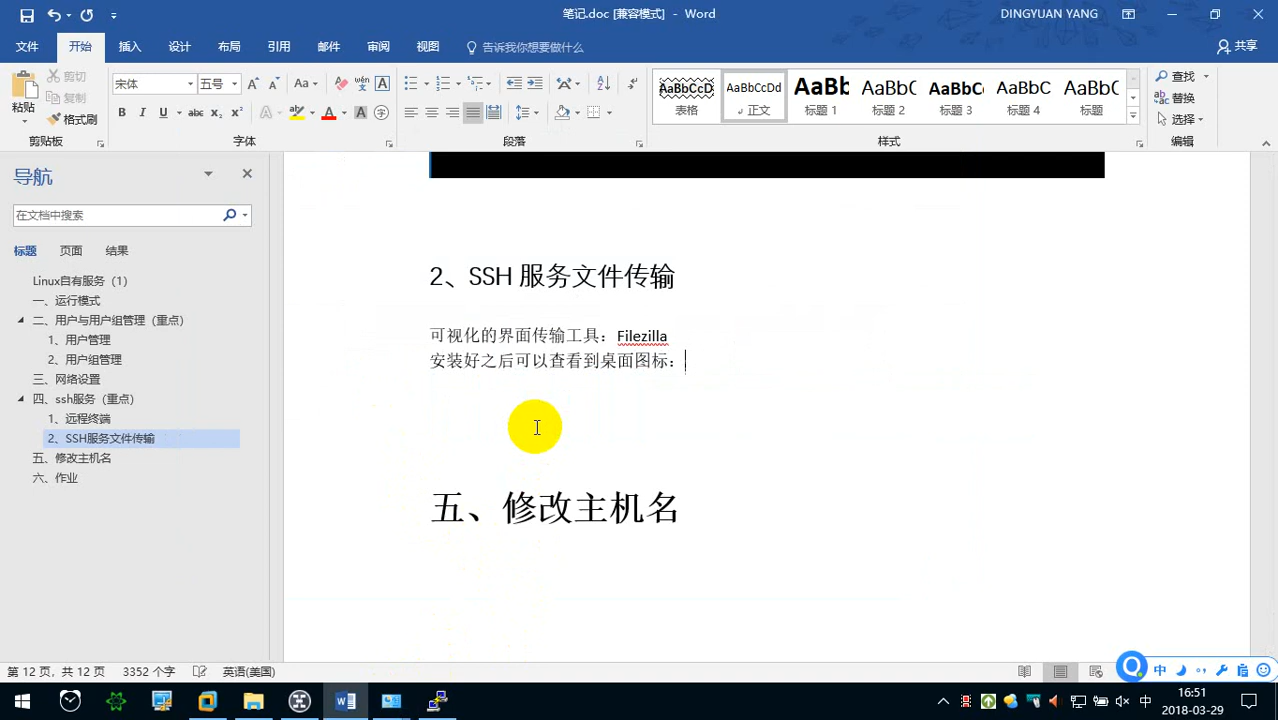 笔记.doc [兼容模式] - Word
DINGYUAN YANG
文件 开始 插入 设计 布局 引用 邮件 审阅 视图 告诉我你想要做什么 共享
粘贴
剪切
复制
格式刷
剪贴板
宋体 五号
字体
段落
AaBbCcD 表格
AaBbCcDd 正文
AaBb 标题 1
AaBbC 标题 2
AaBbC 标题 3
AaBbC 标题 4
AaBbC 标题
样式
查找
替换
选择
编辑
导航
在文档中搜索
标题 页面 结果
Linux自有服务（1）
一、运行模式
二、用户与用户组管理（重点）
1、用户管理
2、用户组管理
三、网络设置
四、ssh服务（重点）
1、远程终端
2、SSH服务文件传输
五、修改主机名
六、作业
2、SSH 服务文件传输
可视化的界面传输工具：Filezilla
安装好之后可以查看到桌面图标：
五、修改主机名
第 12 页，共 12 页 3352 个字 英语(美国)
中
中
16:51
2018-03-29